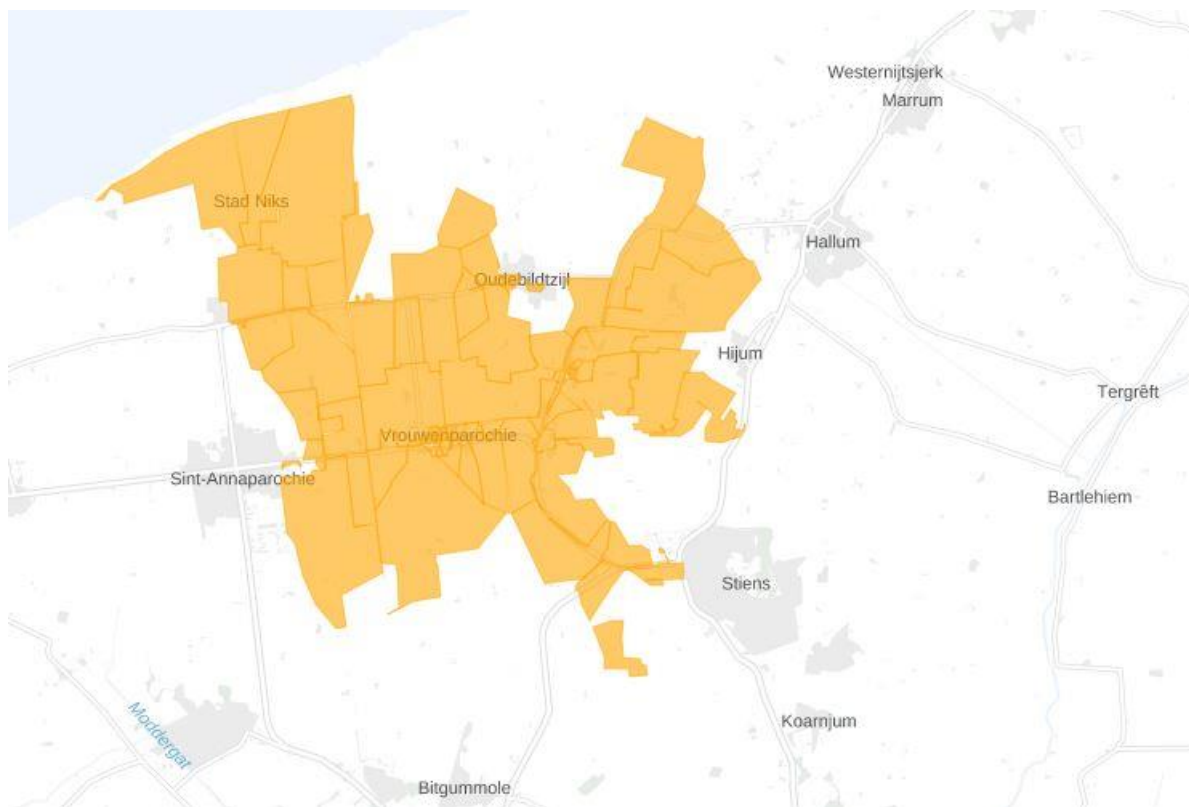 Westernijtsjerk
Marrum
Stad Niks
Hallum
Oudebildtzijl
Hijum
Tergrêft
Vrouwenparochie
Sint-Annaparochie
Bartlehiem
Stiens
Koarnjum
Moddergat
Bitgummole